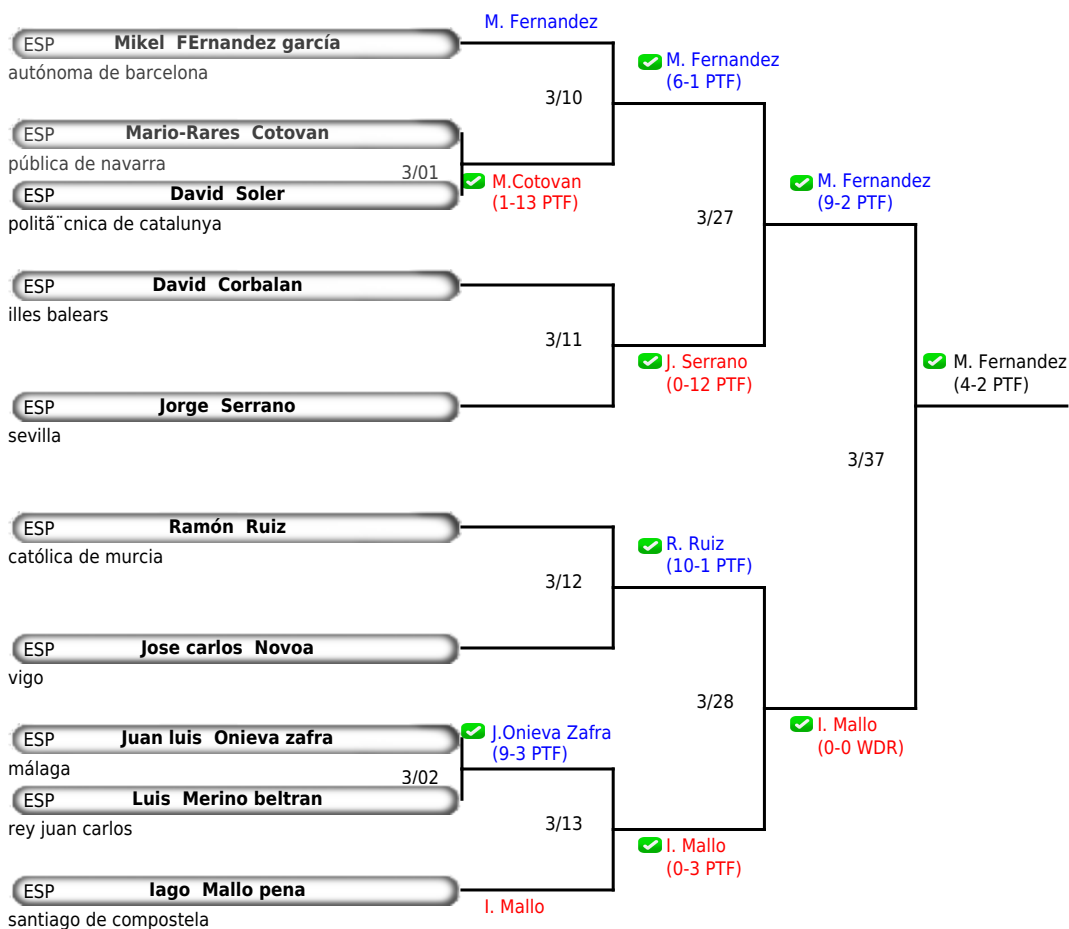 M. Fernandez
ESP Mikel FErnandez garcía
autónoma de barcelona
M. Fernandez
(6-1 PTF)
3/10
ESP Mario-Rares Cotovan
pública de navarra
3/01
ESP David Soler
politã¨cnica de catalunya
M.Cotovan
(1-13 PTF)
M. Fernandez
(9-2 PTF)
3/27
ESP David Corbalan
illes balears
3/11
J. Serrano
(0-12 PTF)
M. Fernandez
(4-2 PTF)
ESP Jorge Serrano
sevilla
3/37
ESP Ramón Ruiz
católica de murcia
R. Ruiz
(10-1 PTF)
3/12
ESP Jose carlos Novoa
vigo
3/28
ESP Juan luis Onieva zafra
málaga
J.Onieva Zafra
(9-3 PTF)
I. Mallo
(0-0 WDR)
3/02
ESP Luis Merino beltran
rey juan carlos
3/13
I. Mallo
(0-3 PTF)
ESP Iago Mallo pena
santiago de compostela
I. Mallo